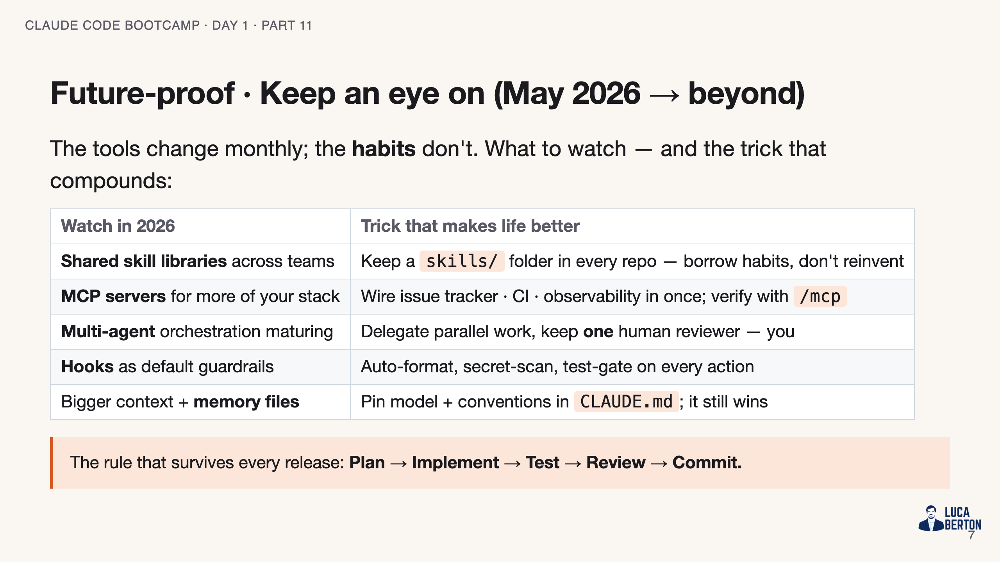 CLAUDE CODE BOOTCAMP · DAY 1 · PART 11
Future-proof · Keep an eye on (May 2026 → beyond)
The tools change monthly; the habits don't. What to watch — and the trick that
compounds:
Watch in 2026
Trick that makes life better
Shared skill libraries across teams
Keep a skills/ folder in every repo — borrow habits, don't reinvent
MCP servers for more of your stack
Wire issue tracker · CI · observability in once; verify with /mcp
Multi-agent orchestration maturing
Delegate parallel work, keep one human reviewer — you
Hooks as default guardrails
Auto-format, secret-scan, test-gate on every action
Bigger context + memory files
Pin model + conventions in CLAUDE.md; it still wins
The rule that survives every release: Plan → Implement → Test → Review → Commit.
LUCA
BERTON
7